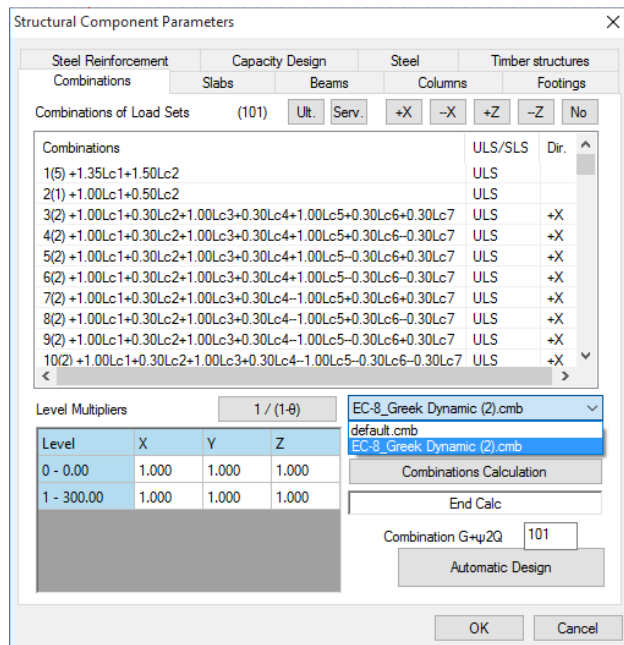 Structural Component Parameters
Steel Reinforcement Capacity Design Steel Timber structures
Combinations Slabs Beams Columns Footings
Combinations of Load Sets (101) Ult. Serv. +X --X +Z --Z No
Combinations ULS/SLS Dir.
1(5) +1.35Lc1+1.50Lc2 ULS
2(1) +1.00Lc1+0.50Lc2 ULS
3(2) +1.00Lc1+0.30Lc2+1.00Lc3+0.30Lc4+1.00Lc5+0.30Lc6+0.30Lc7 ULS +X
4(2) +1.00Lc1+0.30Lc2+1.00Lc3+0.30Lc4+1.00Lc5+0.30Lc6--0.30Lc7 ULS +X
5(2) +1.00Lc1+0.30Lc2+1.00Lc3+0.30Lc4+1.00Lc5--0.30Lc6+0.30Lc7 ULS +X
6(2) +1.00Lc1+0.30Lc2+1.00Lc3+0.30Lc4+1.00Lc5--0.30Lc6--0.30Lc7 ULS +X
7(2) +1.00Lc1+0.30Lc2+1.00Lc3+0.30Lc4--1.00Lc5+0.30Lc6+0.30Lc7 ULS +X
8(2) +1.00Lc1+0.30Lc2+1.00Lc3+0.30Lc4--1.00Lc5+0.30Lc6--0.30Lc7 ULS +X
9(2) +1.00Lc1+0.30Lc2+1.00Lc3+0.30Lc4--1.00Lc5--0.30Lc6+0.30Lc7 ULS +X
10(2) +1.00Lc1+0.30Lc2+1.00Lc3+0.30Lc4--1.00Lc5--0.30Lc6--0.30Lc7 ULS +X
Level Multipliers 1 / (1-θ) EC-8_Greek Dynamic (2).cmb
default.cmb
EC-8_Greek Dynamic (2).cmb
Level X Y Z
0 - 0.00 1.000 1.000 1.000
1 - 300.00 1.000 1.000 1.000
Combinations Calculation
End Calc
Combination G+ψ2Q 101
Automatic Design
OK Cancel